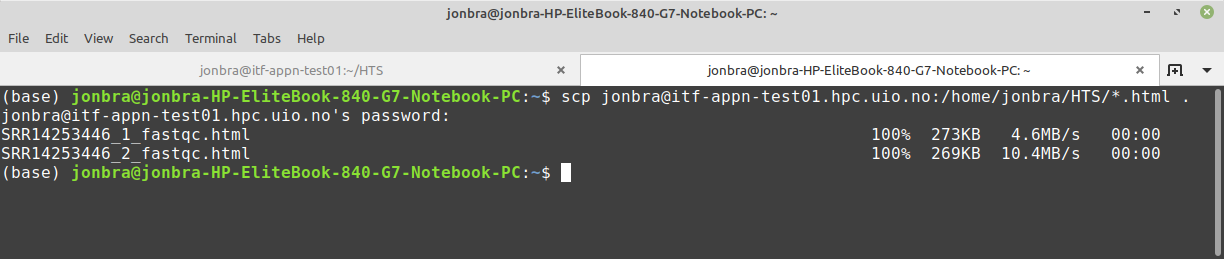 jonbra@jonbra-HP-EliteBook-840-G7-Notebook-PC: ~
File Edit View Search Terminal Tabs Help
jonbra@itf-appn-test01:~/HTS × jonbra@jonbra-HP-EliteBook-840-G7-Notebook-PC: ~ ×
(base) jonbra@jonbra-HP-EliteBook-840-G7-Notebook-PC:~$ scp jonbra@itf-appn-test01.hpc.uio.no:/home/jonbra/HTS/*.html .
jonbra@itf-appn-test01.hpc.uio.no's password:
SRR14253446_1_fastqc.html 100% 273KB 4.6MB/s 00:00
SRR14253446_2_fastqc.html 100% 269KB 10.4MB/s 00:00
(base) jonbra@jonbra-HP-EliteBook-840-G7-Notebook-PC:~$